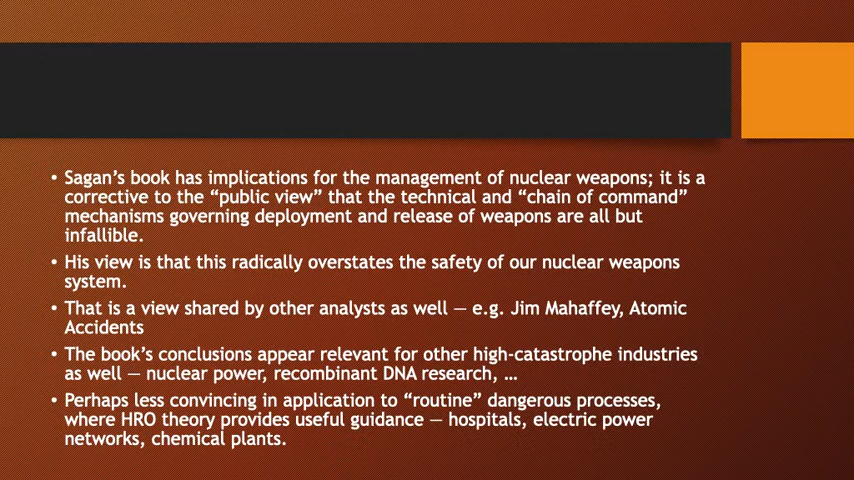 • Sagan's book has implications for the management of nuclear weapons; it is a
corrective to the “public view” that the technical and “chain of command”
mechanisms governing deployment and release of weapons are all but
infallible.
• His view is that this radically overstates the safety of our nuclear weapons
system.
• That is a view shared by other analysts as well — e.g. Jim Mahaffey, Atomic
Accidents
• The book's conclusions appear relevant for other high-catastrophe industries
as well — nuclear power, recombinant DNA research, …
• Perhaps less convincing in application to “routine” dangerous processes,
where HRO theory provides useful guidance — hospitals, electric power
networks, chemical plants.